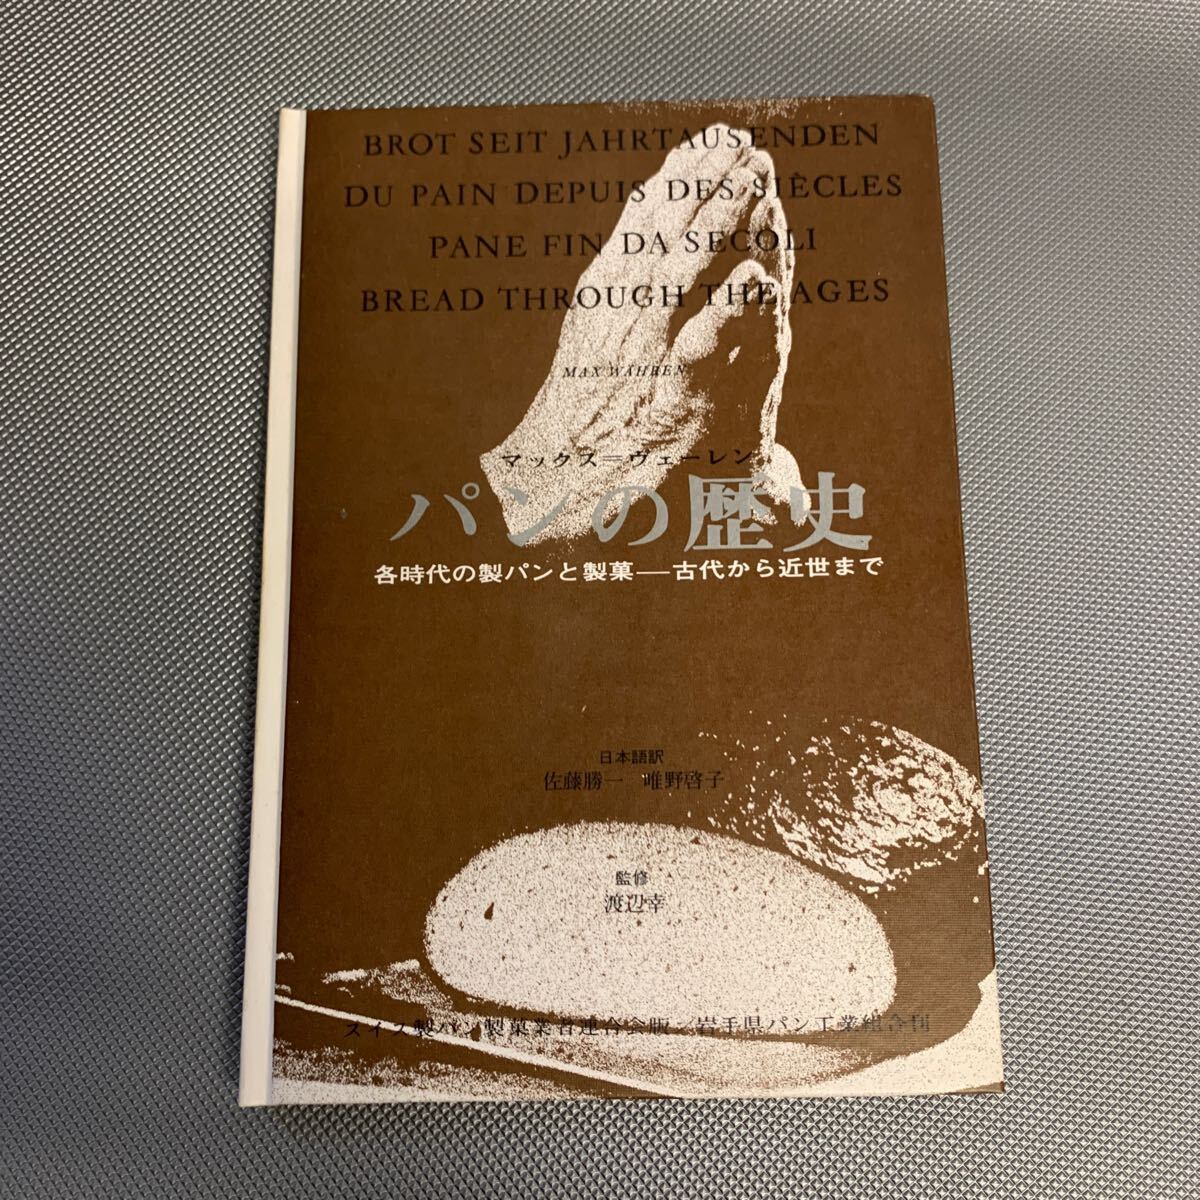 BROT SEIT JAHRTAUSENDEN
DU PAIN DEPUIS DES SIÈCLES
PANE FIN DA SECOLI
BREAD THROUGH THE AGES
MAX WÄHREN
マックス＝ヴェーレン
パンの歴史
各時代の製パンと製菓―古代から近世まで
日本語訳
佐藤勝一　唯野啓子
監修
渡辺幸
スイス製パン製菓業者連合会版／岩手県パン工業組合刊